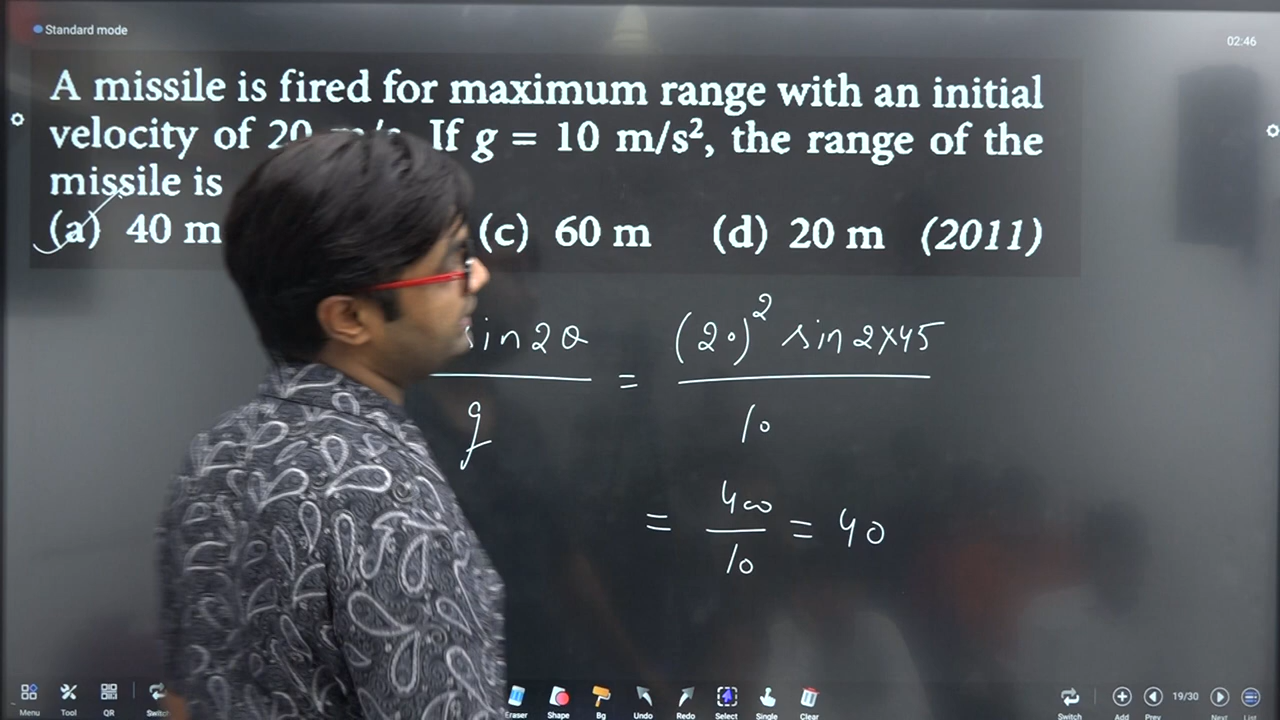 Standard mode
02:46
A missile is fired for maximum range with an initial
velocity of 20 m/s. If g = 10 m/s², the range of the
missile is
(a) 40 m (c) 60 m (d) 20 m (2011)
sin2θ = (20)² sin2×45
g 10
= 400 = 40
10
Menu Tool QR Switch Eraser Shape Bg Undo Redo Select Single Clear Switch Add Prev 19/30 Next List